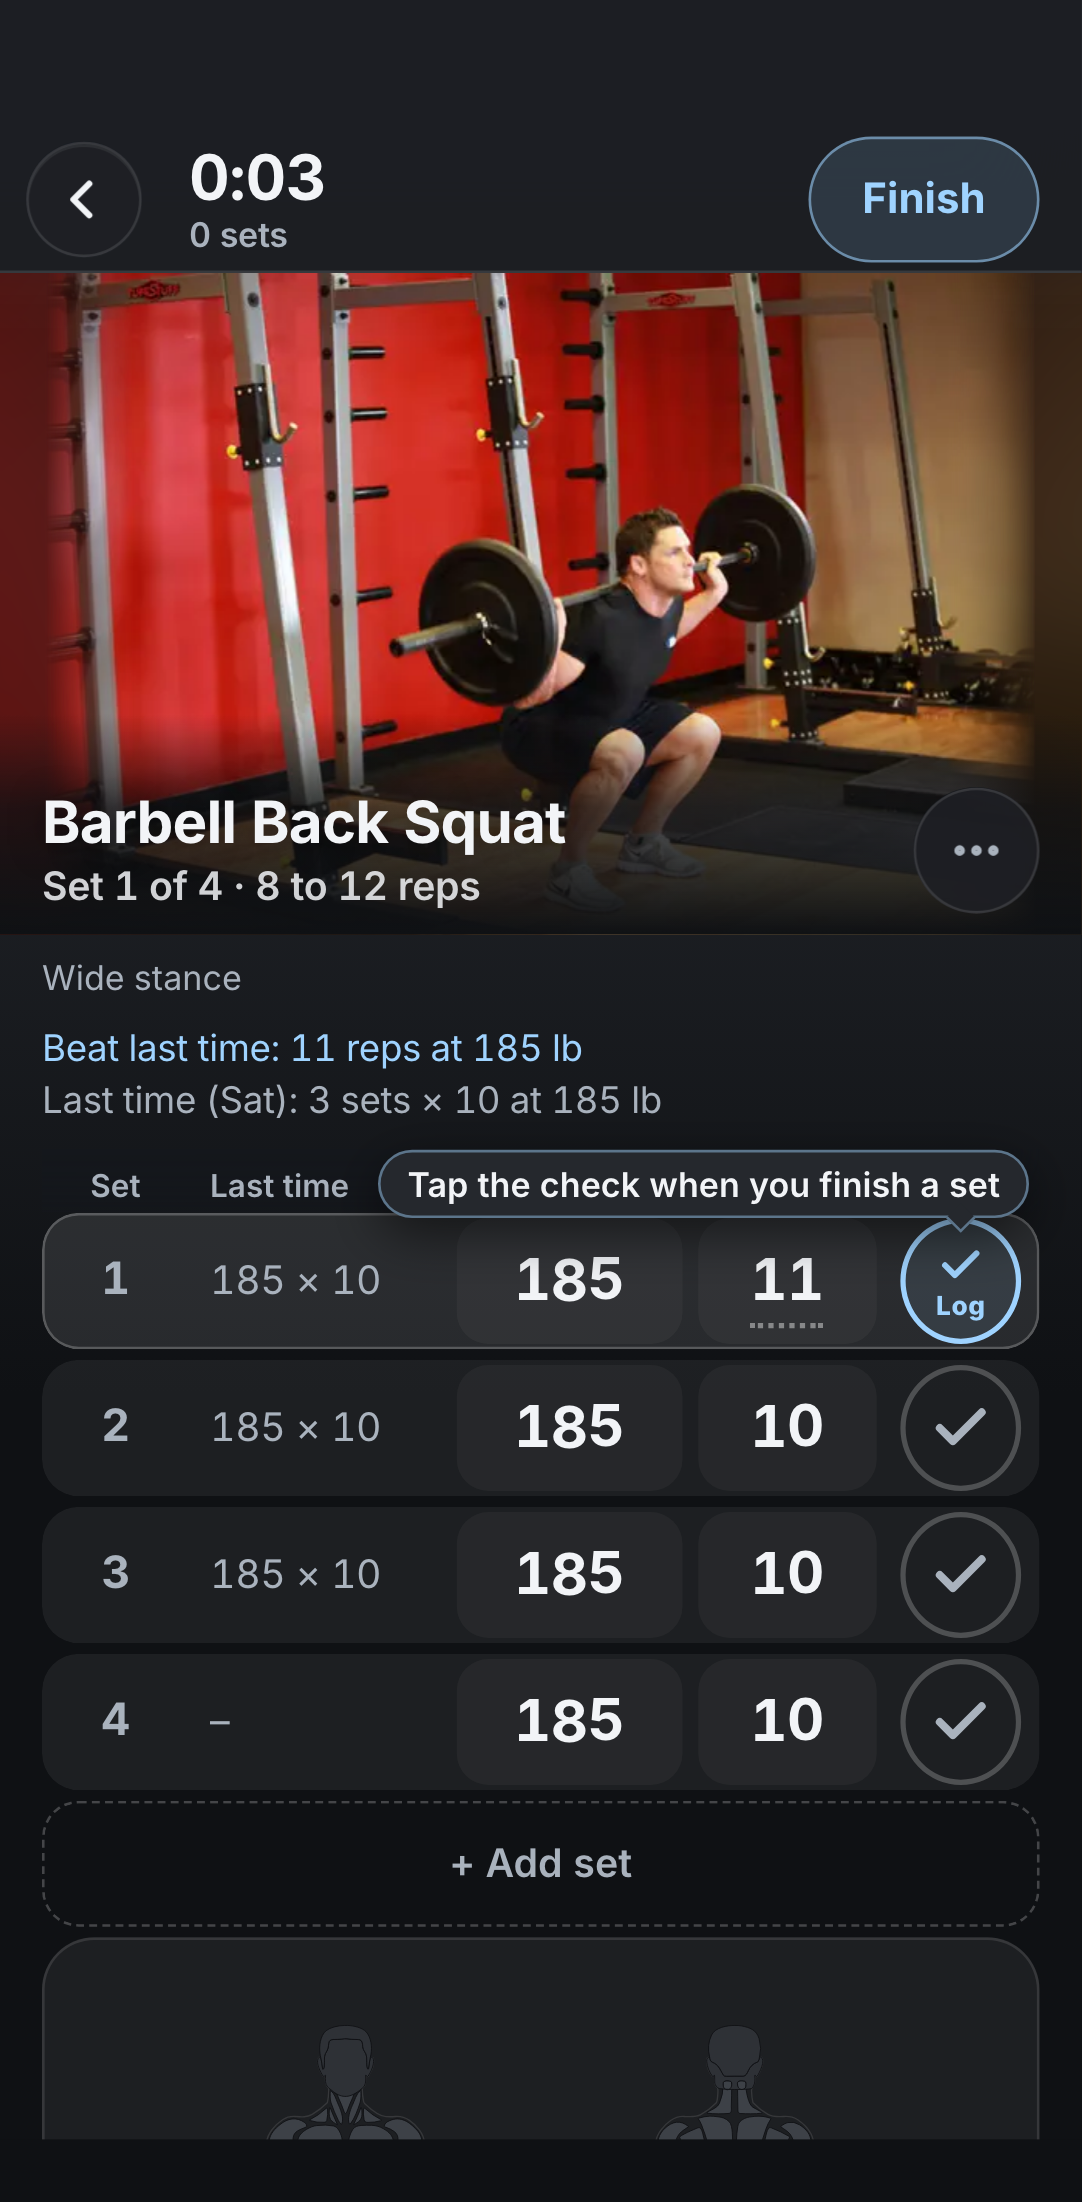 0:03
0 sets
Finish
Barbell Back Squat
Set 1 of 4 · 8 to 12 reps
Wide stance
Beat last time: 11 reps at 185 lb
Last time (Sat): 3 sets × 10 at 185 lb
Set Last time Tap the check when you finish a set
1 185 × 10 185 11 Log
2 185 × 10 185 10
3 185 × 10 185 10
4 – 185 10
+ Add set